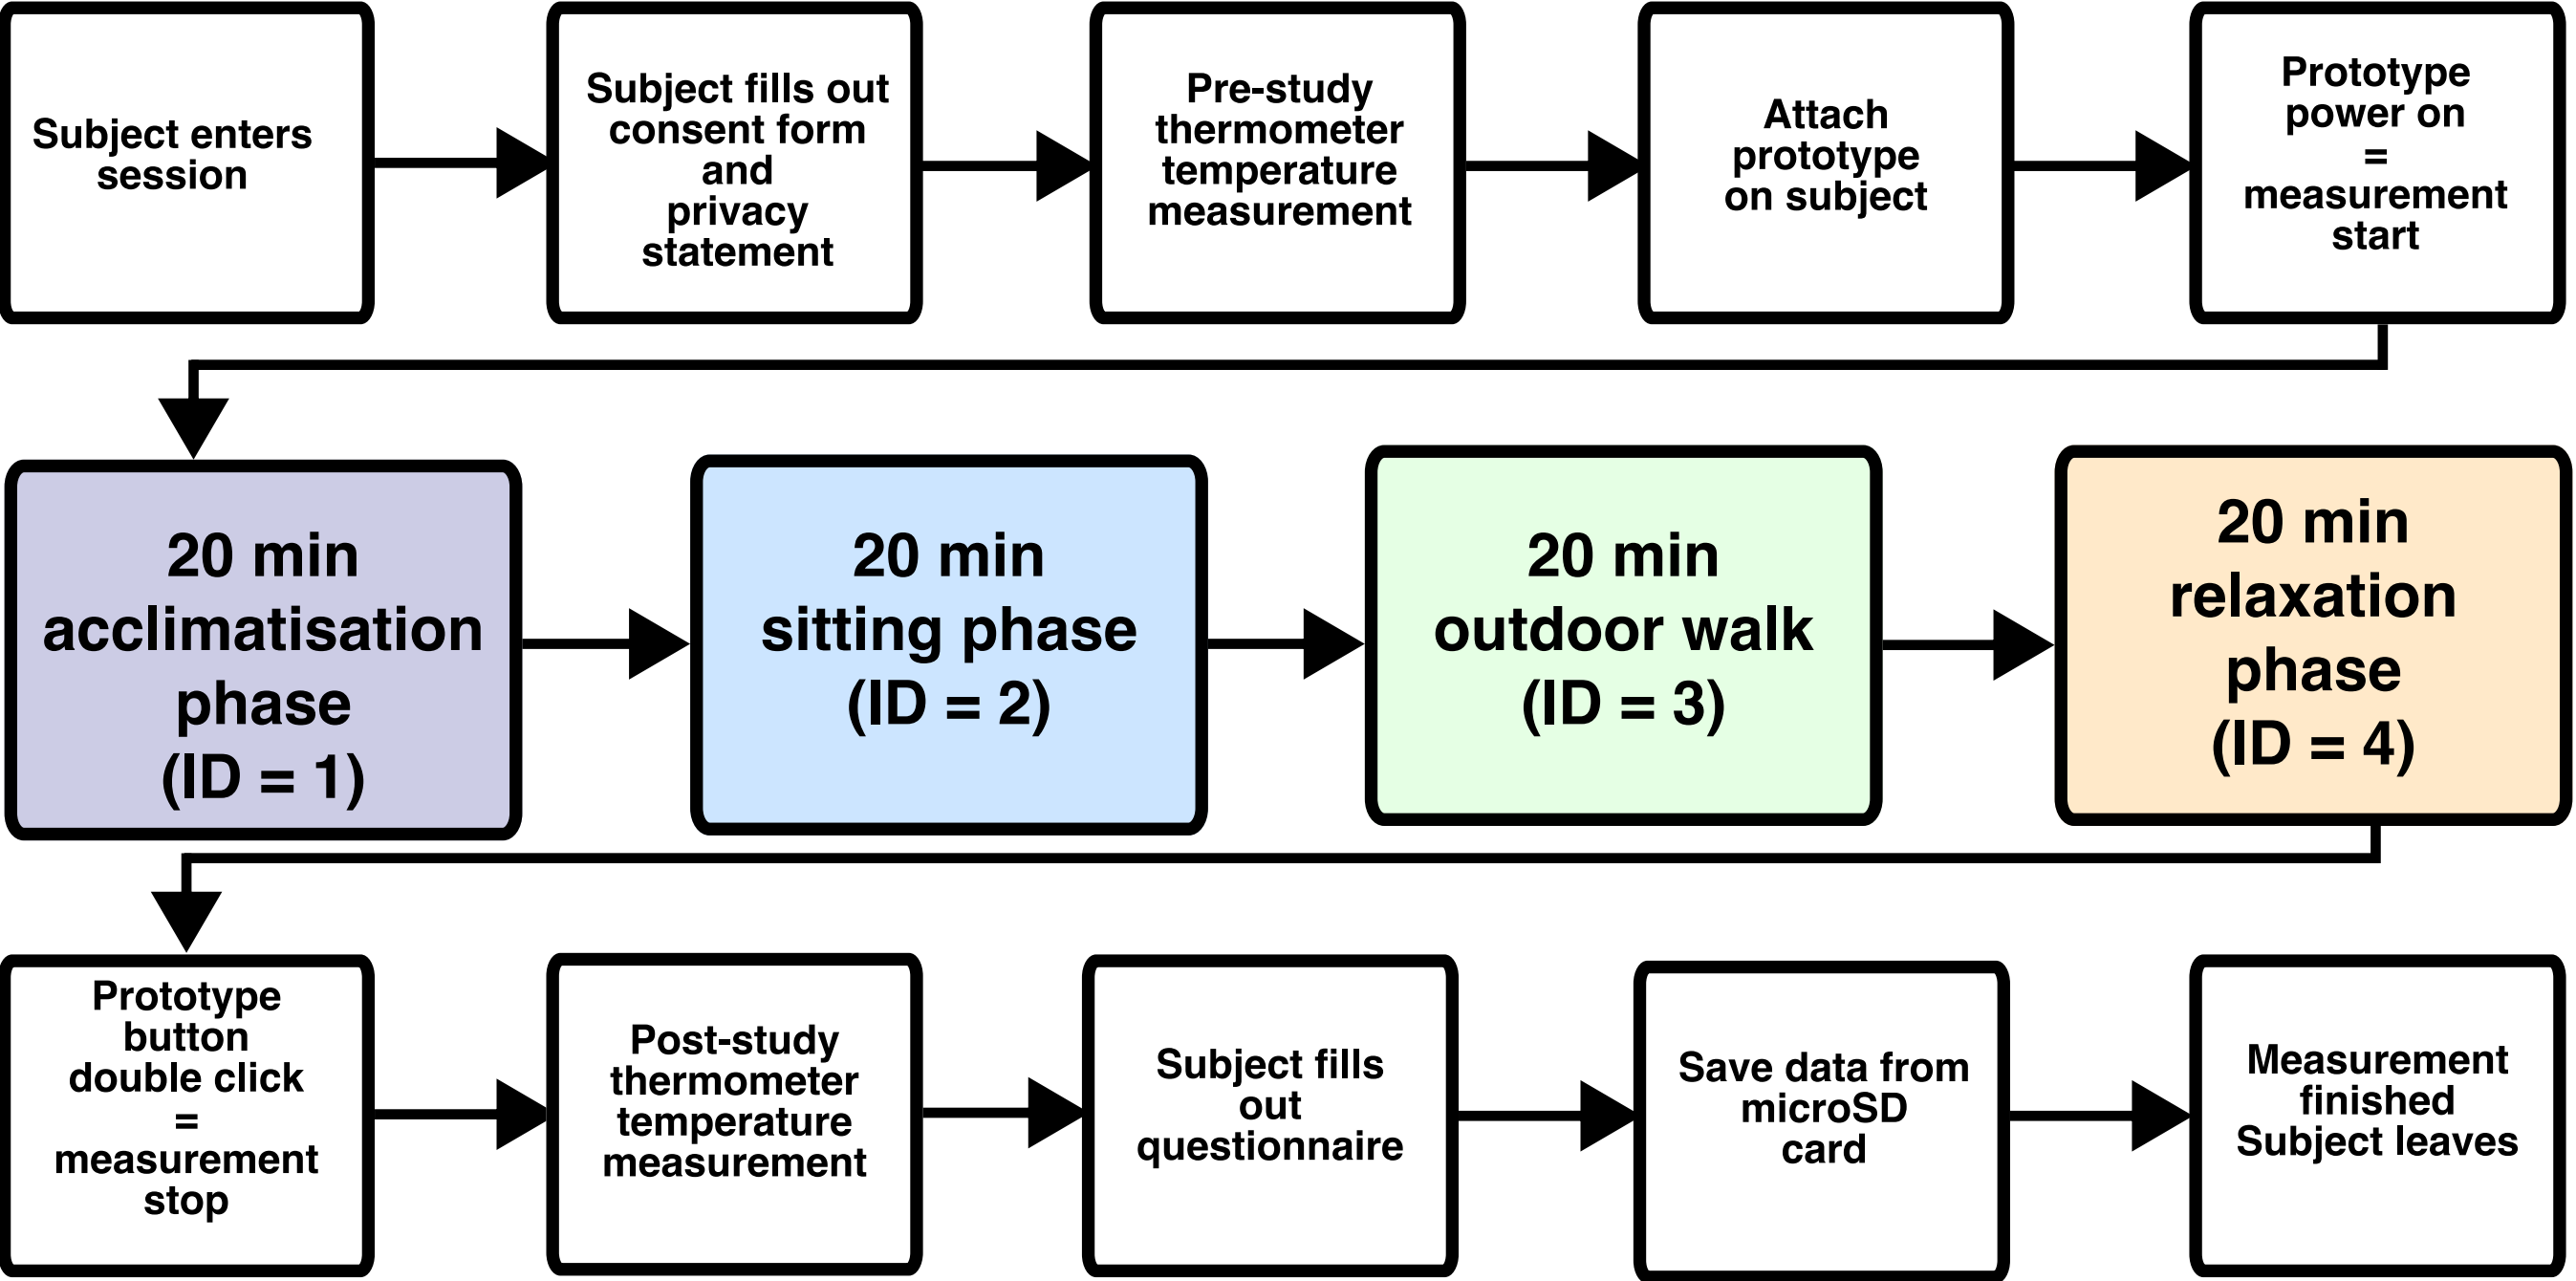 Subject enters
session
Subject fills out
consent form
and
privacy
statement
Pre-study
thermometer
temperature
measurement
Attach
prototype
on subject
Prototype
power on
=
measurement
start
20 min
acclimatisation
phase
(ID = 1)
20 min
sitting phase
(ID = 2)
20 min
outdoor walk
(ID = 3)
20 min
relaxation
phase
(ID = 4)
Prototype
button
double click
=
measurement
stop
Post-study
thermometer
temperature
measurement
Subject fills
out
questionnaire
Save data from
microSD
card
Measurement
finished
Subject leaves